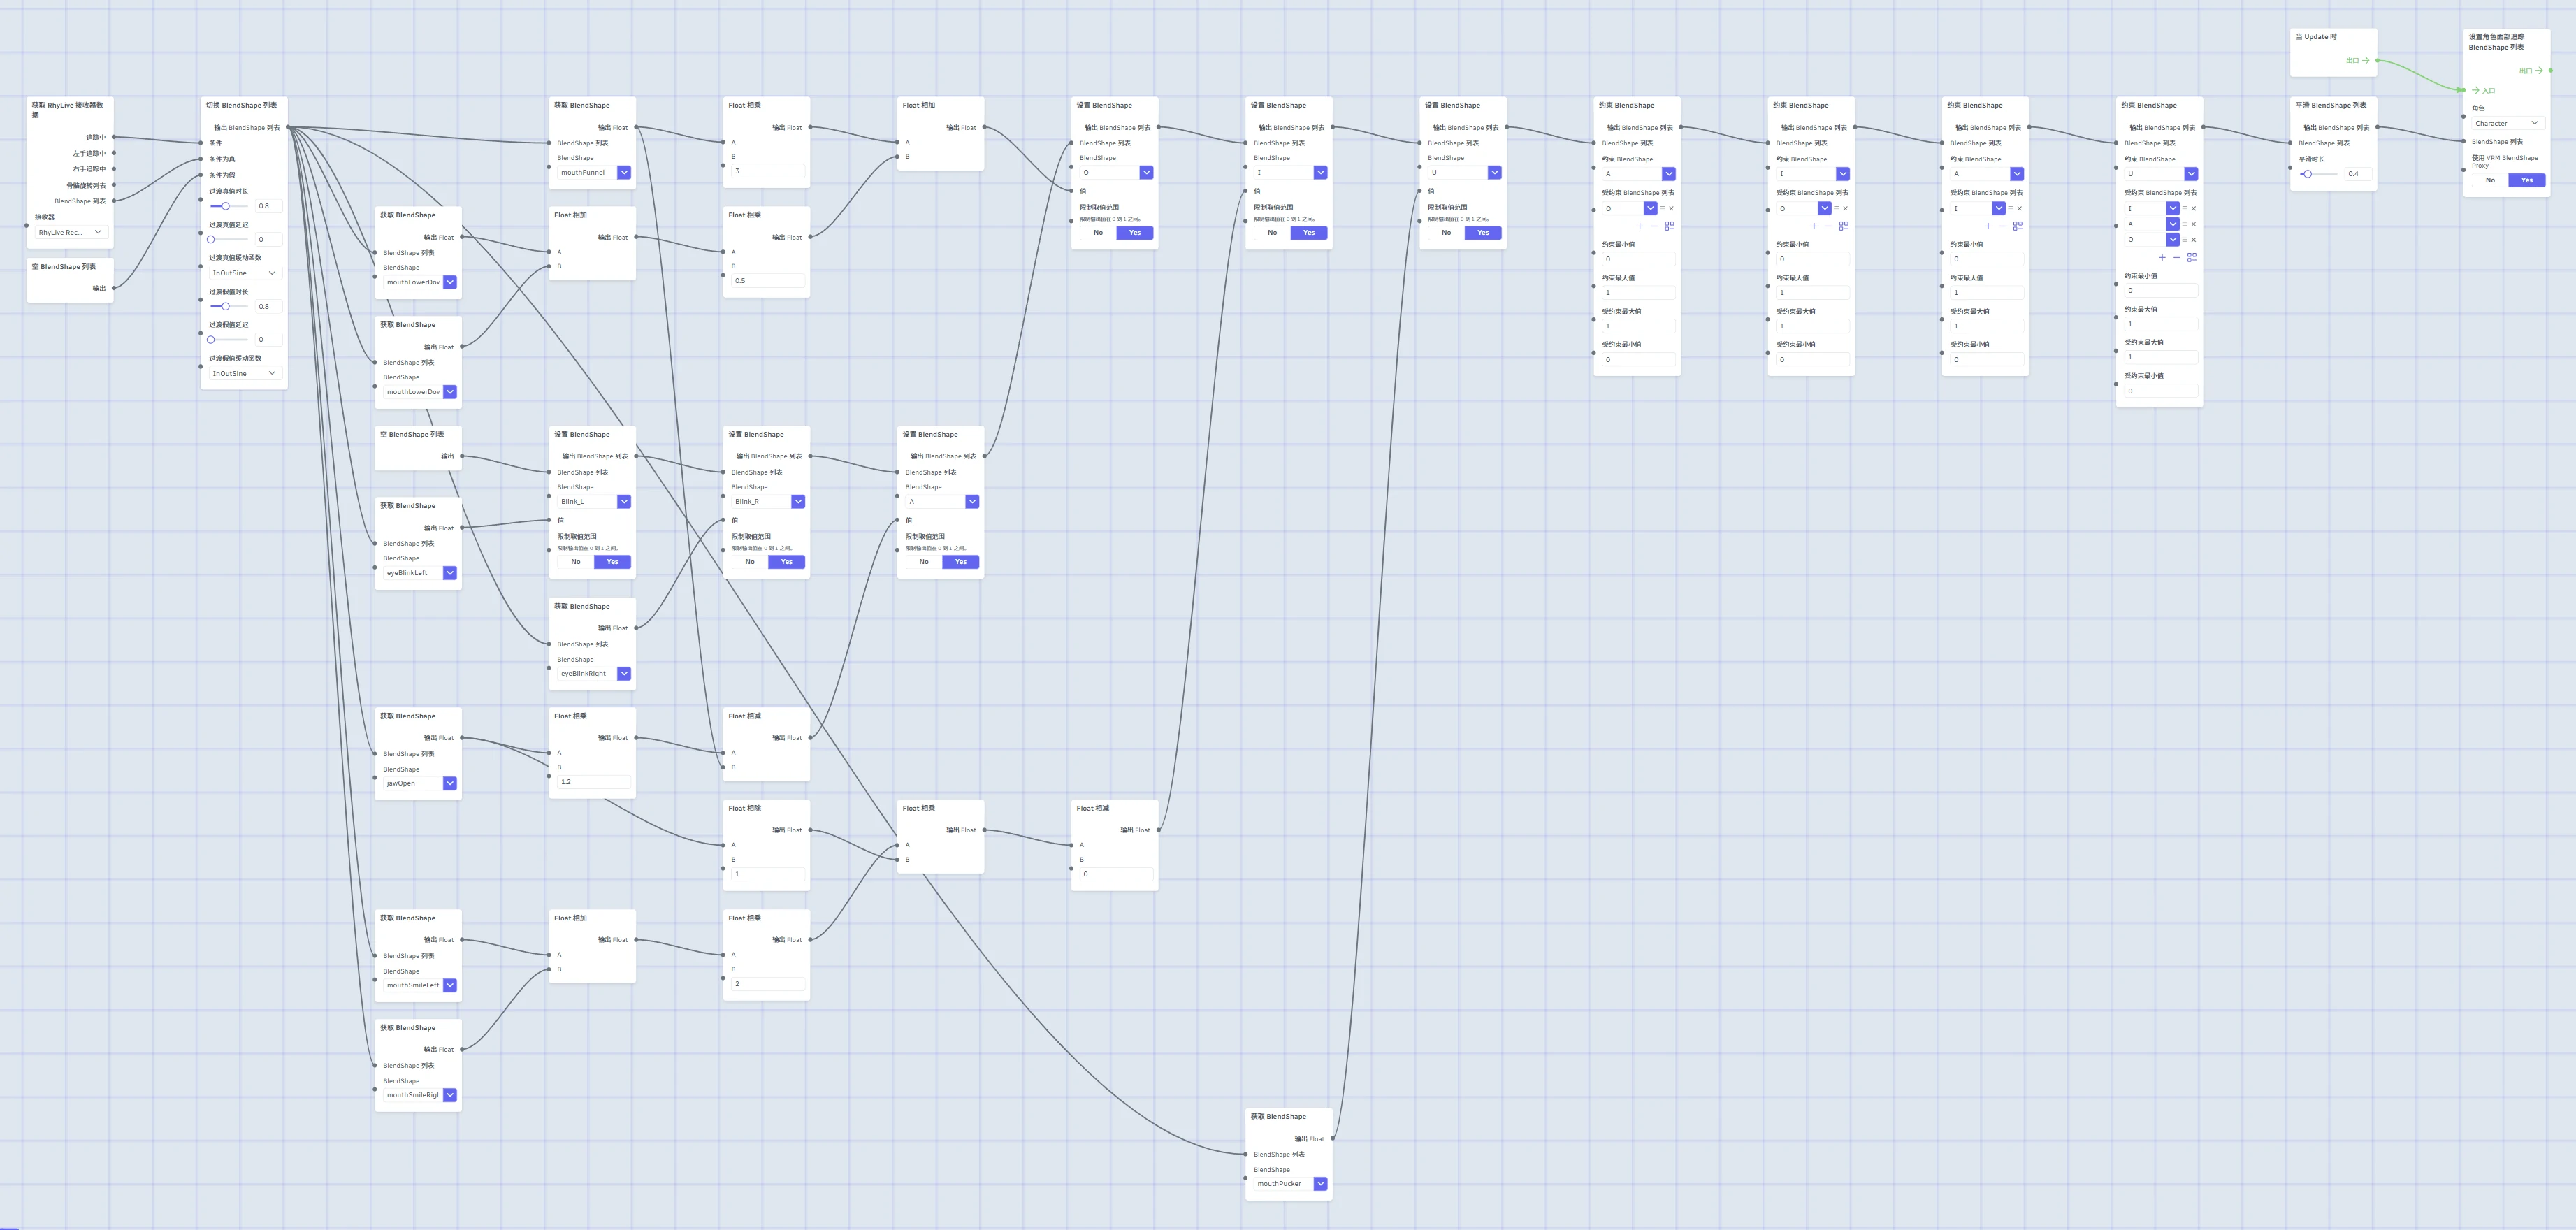 获取 RhyLive 接收器数
据
追踪中
左手追踪中
右手追踪中
骨骼旋转列表
BlendShape 列表
接收器
RhyLive Rec...
空 BlendShape 列表
输出
切换 BlendShape 列表
输出 BlendShape 列表
条件
条件为真
条件为假
过渡真值时长
0.8
过渡真值延迟
0
过渡真值缓动函数
InOutSine
过渡假值时长
0.8
过渡假值延迟
0
过渡假值缓动函数
InOutSine
获取 BlendShape
输出 Float
BlendShape 列表
BlendShape
mouthLowerDov
获取 BlendShape
输出 Float
BlendShape 列表
BlendShape
mouthLowerDov
空 BlendShape 列表
输出
获取 BlendShape
输出 Float
BlendShape 列表
BlendShape
eyeBlinkLeft
获取 BlendShape
输出 Float
BlendShape 列表
BlendShape
jawOpen
获取 BlendShape
输出 Float
BlendShape 列表
BlendShape
mouthSmileLeft
获取 BlendShape
输出 Float
BlendShape 列表
BlendShape
mouthSmileRigh
获取 BlendShape
输出 Float
BlendShape 列表
BlendShape
mouthFunnel
Float 相加
输出 Float
A
B
设置 BlendShape
输出 BlendShape 列表
BlendShape 列表
BlendShape
Blink_L
值
限制取值范围
限制输出值在 0 到 1 之间。
No Yes
获取 BlendShape
输出 Float
BlendShape 列表
BlendShape
eyeBlinkRight
Float 相乘
输出 Float
A
B
1.2
Float 相加
输出 Float
A
B
Float 相乘
输出 Float
A
B
3
Float 相乘
输出 Float
A
B
0.5
设置 BlendShape
输出 BlendShape 列表
BlendShape 列表
BlendShape
Blink_R
值
限制取值范围
限制输出值在 0 到 1 之间。
No Yes
Float 相减
输出 Float
A
B
Float 相除
输出 Float
A
B
1
Float 相乘
输出 Float
A
B
2
Float 相加
输出 Float
A
B
设置 BlendShape
输出 BlendShape 列表
BlendShape 列表
BlendShape
A
值
限制取值范围
限制输出值在 0 到 1 之间。
No Yes
Float 相乘
输出 Float
A
B
设置 BlendShape
输出 BlendShape 列表
BlendShape 列表
BlendShape
O
值
限制取值范围
限制输出值在 0 到 1 之间。
No Yes
Float 相减
输出 Float
A
B
0
设置 BlendShape
输出 BlendShape 列表
BlendShape 列表
BlendShape
I
值
限制取值范围
限制输出值在 0 到 1 之间。
No Yes
获取 BlendShape
输出 Float
BlendShape 列表
BlendShape
mouthPucker
设置 BlendShape
输出 BlendShape 列表
BlendShape 列表
BlendShape
U
值
限制取值范围
限制输出值在 0 到 1 之间。
No Yes
约束 BlendShape
输出 BlendShape 列表
BlendShape 列表
约束 BlendShape
A
受约束 BlendShape 列表
O
约束最小值
0
约束最大值
1
受约束最大值
1
受约束最小值
0
约束 BlendShape
输出 BlendShape 列表
BlendShape 列表
约束 BlendShape
I
受约束 BlendShape 列表
O
约束最小值
0
约束最大值
1
受约束最大值
1
受约束最小值
0
约束 BlendShape
输出 BlendShape 列表
BlendShape 列表
约束 BlendShape
A
受约束 BlendShape 列表
I
约束最小值
0
约束最大值
1
受约束最大值
1
受约束最小值
0
约束 BlendShape
输出 BlendShape 列表
BlendShape 列表
约束 BlendShape
U
受约束 BlendShape 列表
I
A
O
约束最小值
0
约束最大值
1
受约束最大值
1
受约束最小值
0
当 Update 时
出口
平滑 BlendShape 列表
输出 BlendShape 列表
BlendShape 列表
平滑时长
0.4
设置角色面部追踪
BlendShape 列表
出口
入口
角色
Character
BlendShape 列表
使用 VRM BlendShape
Proxy
No Yes